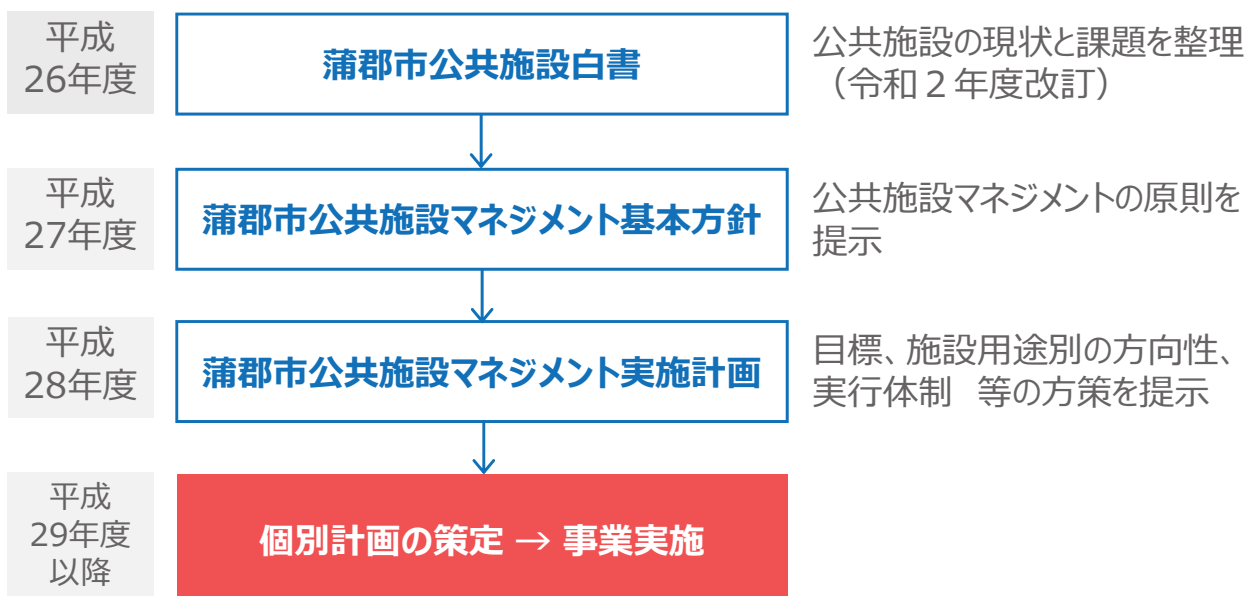 平成
26年度
蒲郡市公共施設白書
公共施設の現状と課題を整理
（令和２年度改訂）
平成
27年度
蒲郡市公共施設マネジメント基本方針
公共施設マネジメントの原則を
提示
平成
28年度
蒲郡市公共施設マネジメント実施計画
目標、施設用途別の方向性、
実行体制　等の方策を提示
平成
29年度
以降
個別計画の策定 → 事業実施